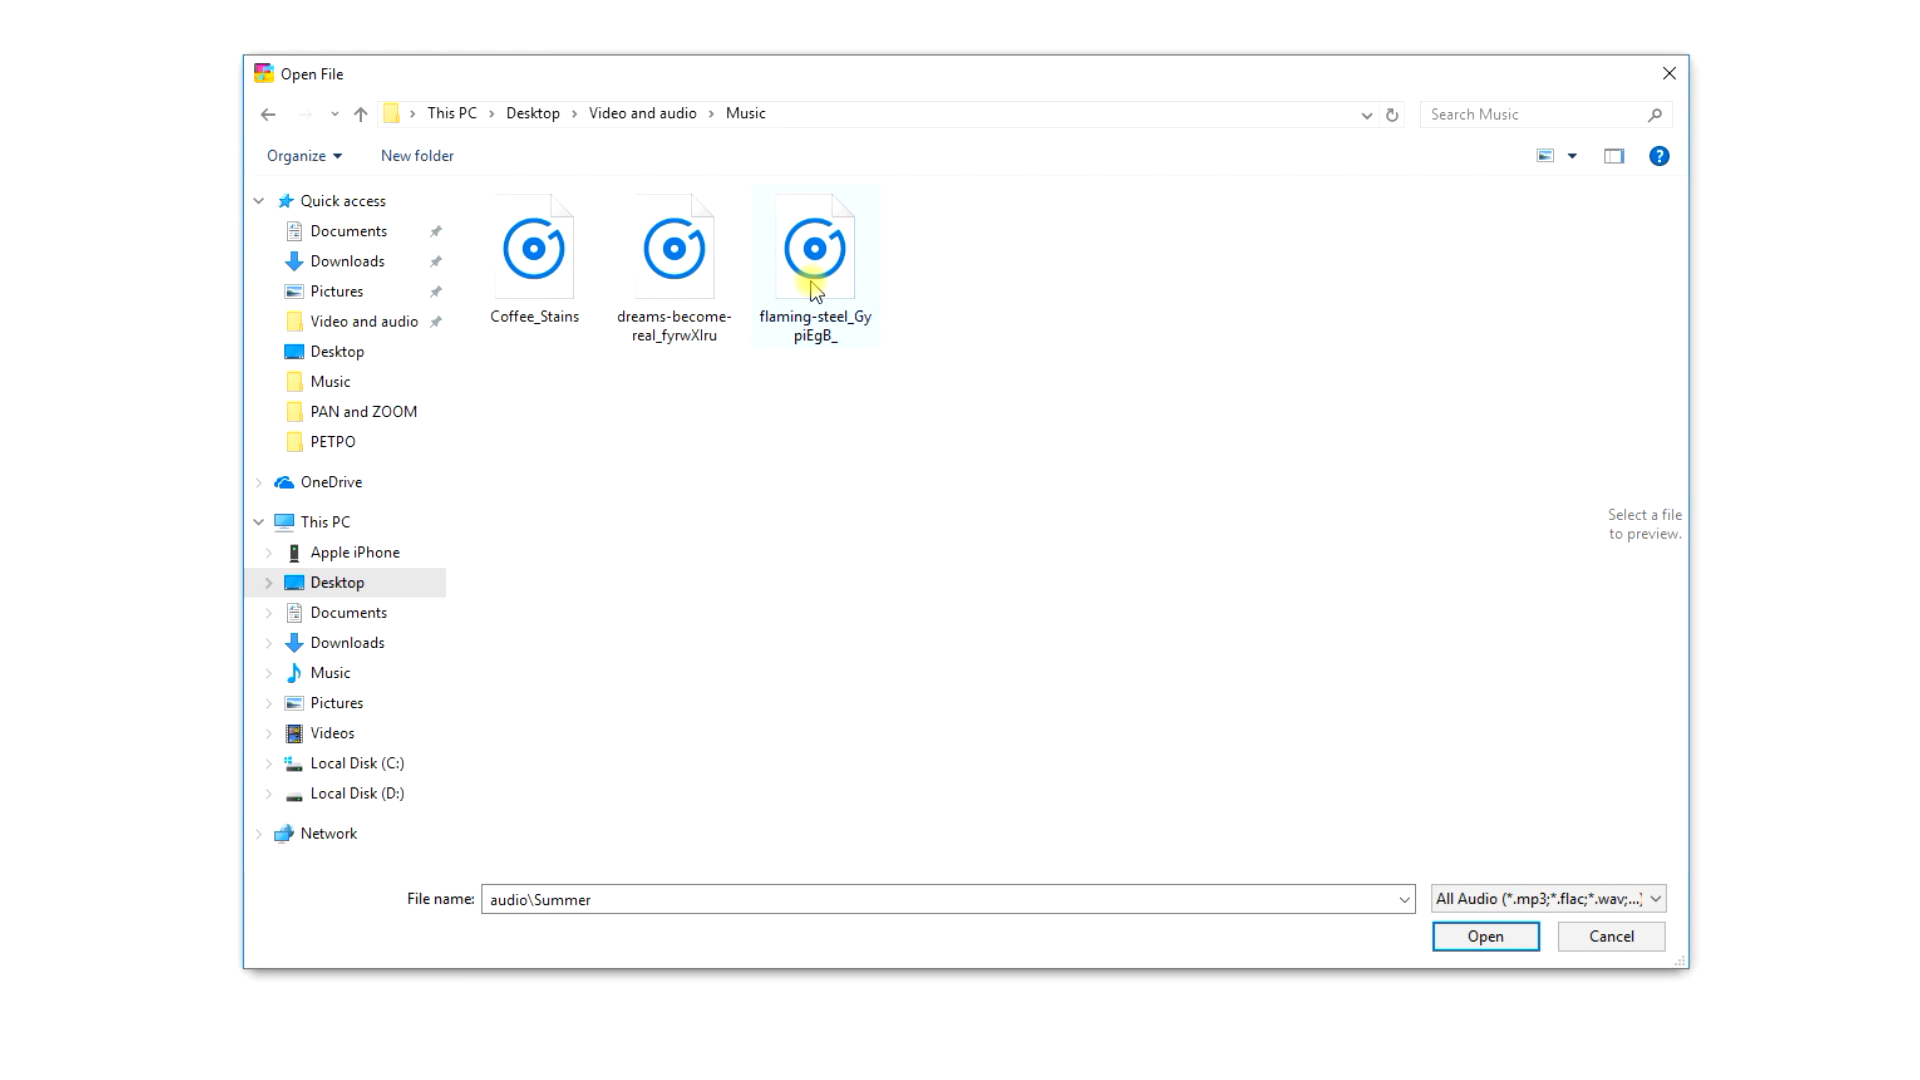 Open File
This PC > Desktop > Video and audio > Music
Search Music
Organize
New folder
?
Quick access
Documents
Downloads
Pictures
Video and audio
Desktop
Music
PAN and ZOOM
PETPO
OneDrive
This PC
Apple iPhone
Desktop
Documents
Downloads
Music
Pictures
Videos
Local Disk (C:)
Local Disk (D:)
Network
Coffee_Stains
dreams-become-
real_fyrwXIru
flaming-steel_Gy
piEgB_
Select a file
to preview.
File name:
audio\Summer
All Audio (*.mp3;*.flac;*.wav;...)
Open
Cancel